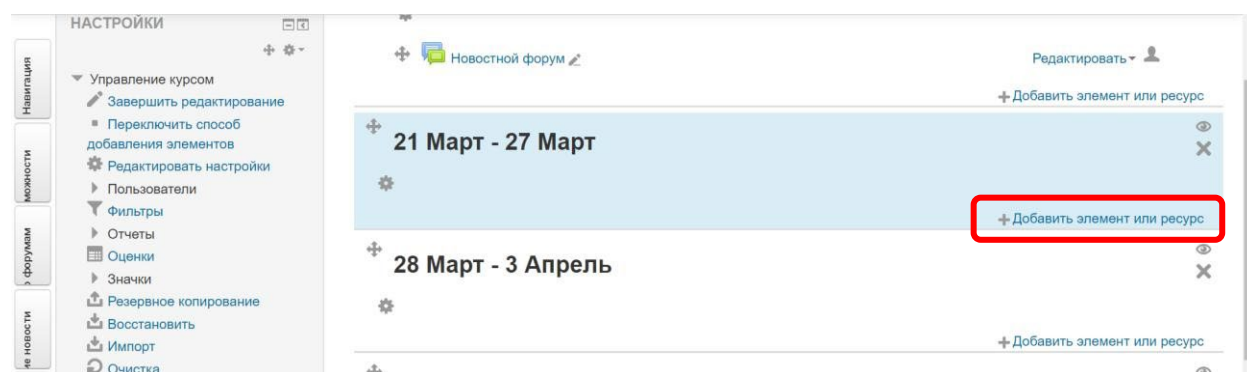 Навигация
НАСТРОЙКИ
Управление курсом
Завершить редактирование
Переключить способ
добавления элементов
Редактировать настройки
Пользователи
Фильтры
Отчеты
Оценки
Значки
Резервное копирование
Восстановить
Импорт
Очистка
Новостной форум
Редактировать
Добавить элемент или ресурс
21 Март - 27 Март
Добавить элемент или ресурс
28 Март - 3 Апрель
Добавить элемент или ресурс
форумам
новости